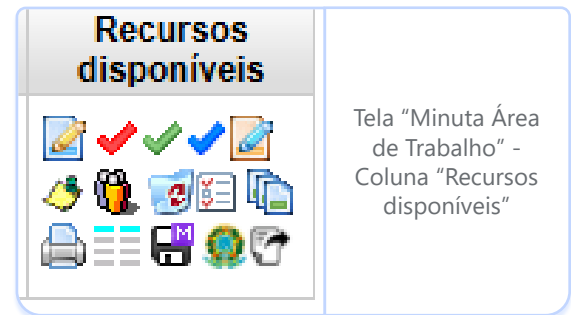 Recursos
disponíveis
M
Tela “Minuta Área
de Trabalho” -
Coluna “Recursos
disponíveis”